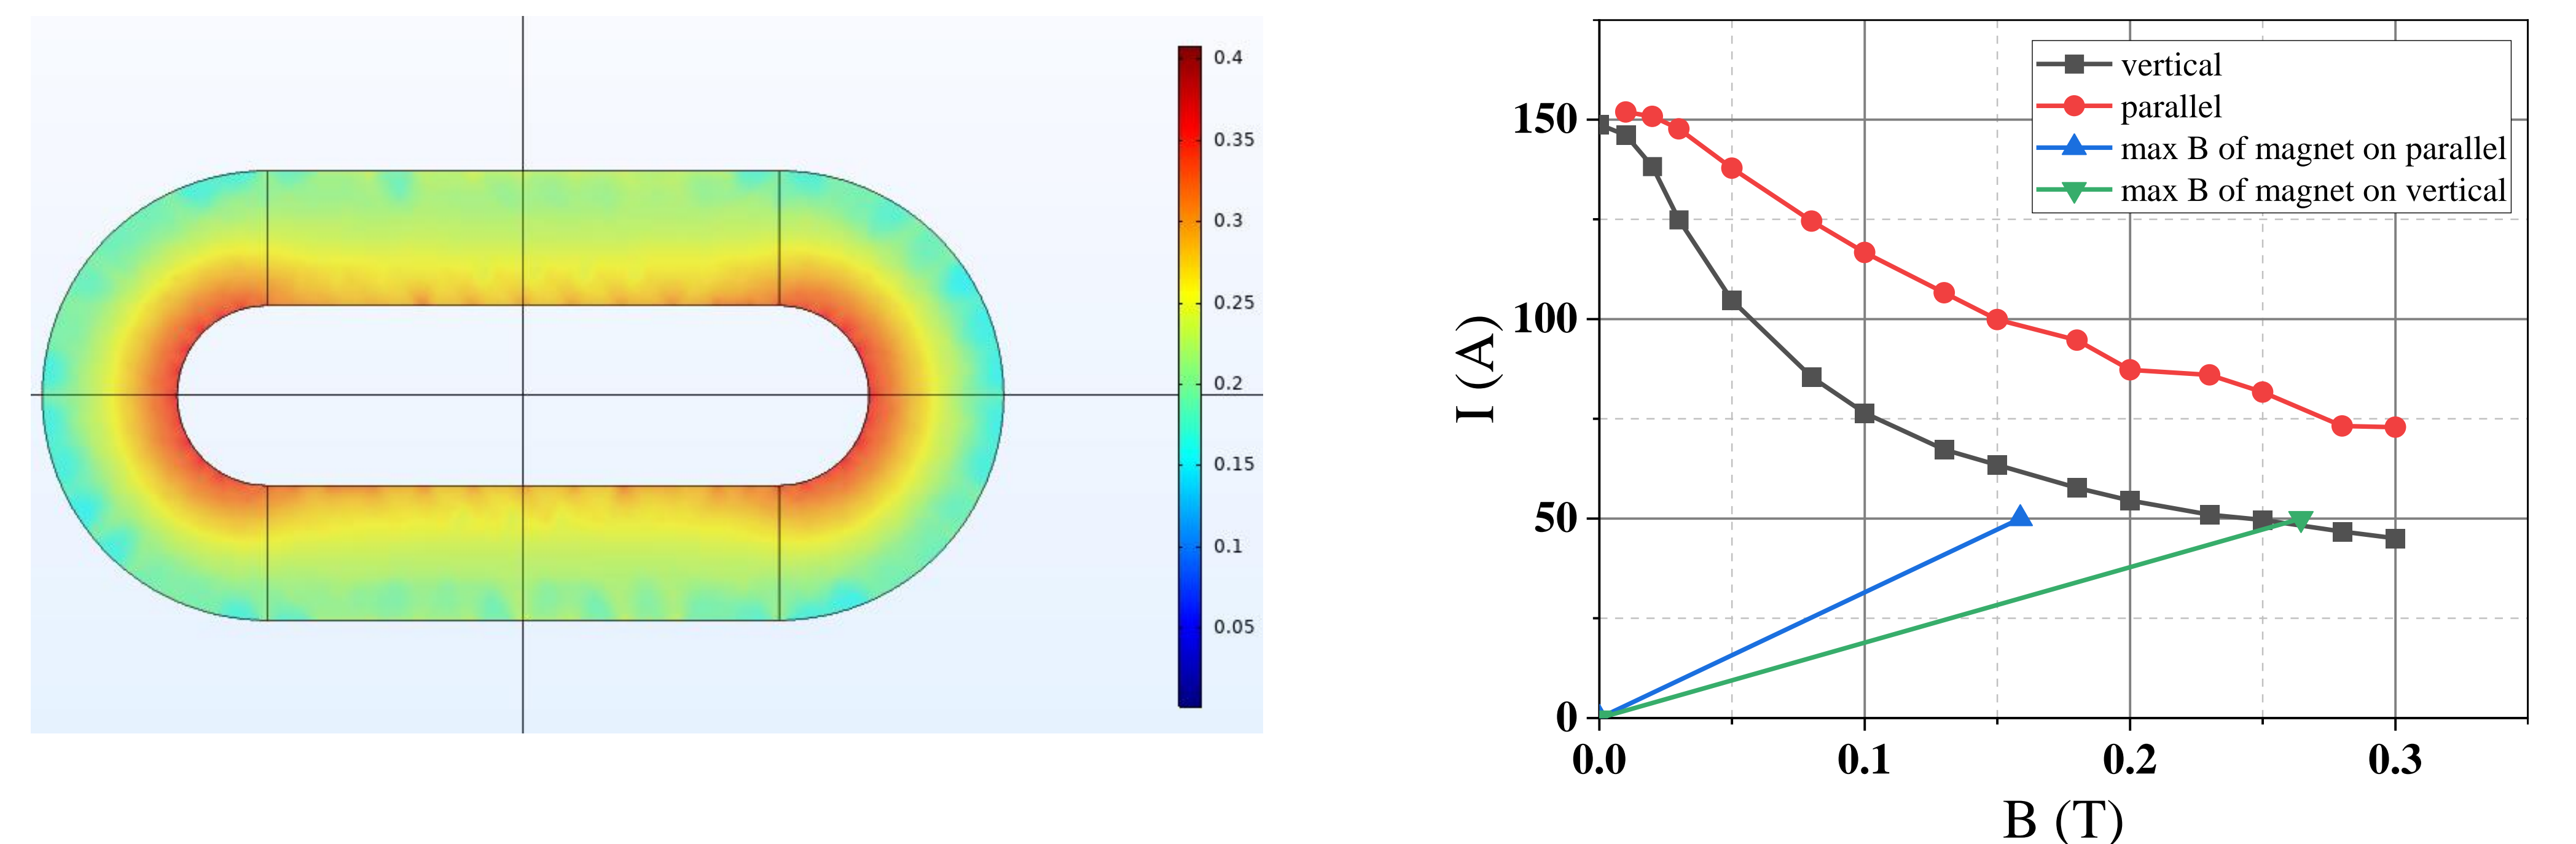 0.4
0.35
0.3
0.25
0.2
0.15
0.1
0.05
vertical
parallel
max B of magnet on parallel
max B of magnet on vertical
150
100
50
0
I (A)
0.0 0.1 0.2 0.3
B (T)